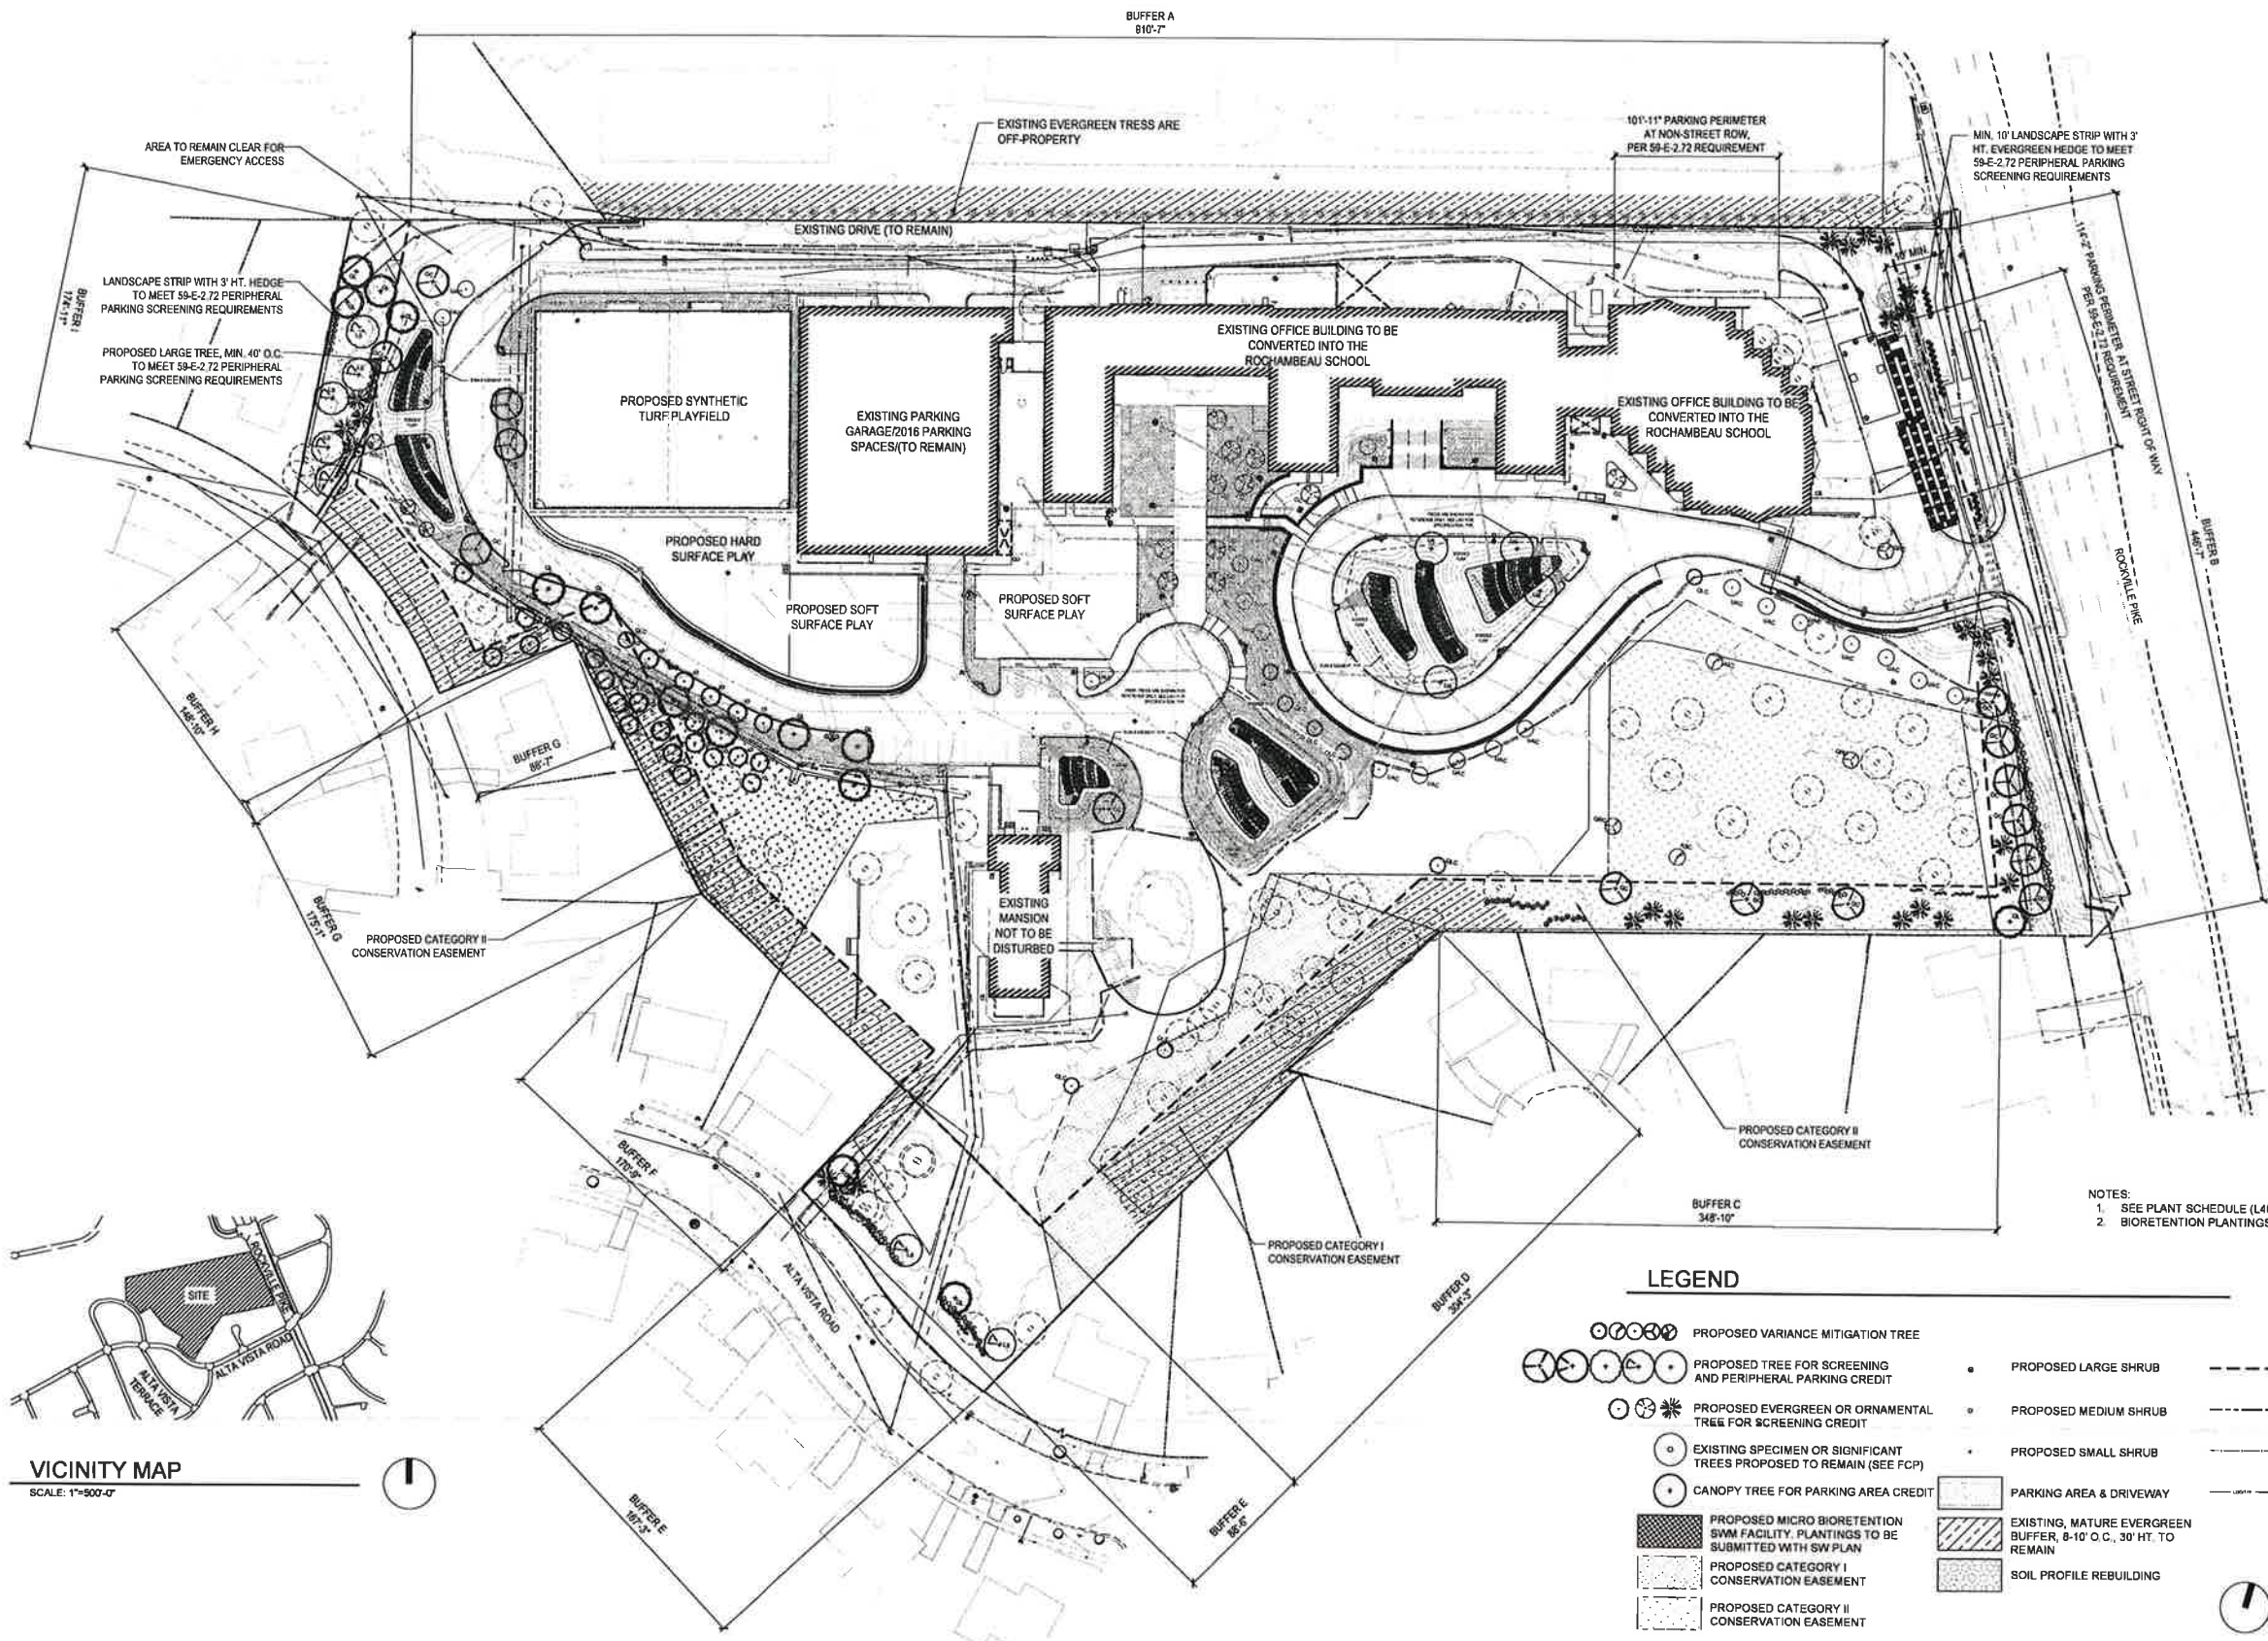 BUFFER A
810'-7"
AREA TO REMAIN CLEAR FOR
EMERGENCY ACCESS
EXISTING EVERGREEN TRESS ARE
OFF-PROPERTY
101'-11" PARKING PERIMETER
AT NON-STREET ROW,
PER 59-E-2.72 REQUIREMENT
MIN. 10' LANDSCAPE STRIP WITH 3'
HT. EVERGREEN HEDGE TO MEET
59-E-2.72 PERIPHERAL PARKING
SCREENING REQUIREMENTS
EXISTING DRIVE (TO REMAIN)
10' MIN.
114'-2" PARKING PERIMETER AT STREET RIGHT OF WAY
PER 59-E-2.72 REQUIREMENT
LANDSCAPE STRIP WITH 3' HT. HEDGE
TO MEET 59-E-2.72 PERIPHERAL
PARKING SCREENING REQUIREMENTS
BUFFER I
174'-11"
PROPOSED LARGE TREE, MIN. 40' O.C.
TO MEET 59-E-2.72 PERIPHERAL
PARKING SCREENING REQUIREMENTS
EXISTING OFFICE BUILDING TO BE
CONVERTED INTO THE
ROCHAMBEAU SCHOOL
PROPOSED SYNTHETIC
TURF PLAYFIELD
EXISTING PARKING
GARAGE/2016 PARKING
SPACES/(TO REMAIN)
EXISTING OFFICE BUILDING TO BE
CONVERTED INTO THE
ROCHAMBEAU SCHOOL
PROPOSED HARD
SURFACE PLAY
PROPOSED SOFT
SURFACE PLAY
PROPOSED SOFT
SURFACE PLAY
ROCKVILLE PIKE
BUFFER B
446'-7"
BUFFER H
148'-10"
BUFFER G
88'-7"
BUFFER G
175'-1"
PROPOSED CATEGORY II
CONSERVATION EASEMENT
EXISTING
MANSION
NOT TO BE
DISTURBED
BUFFER F
170'-9"
PROPOSED CATEGORY II
CONSERVATION EASEMENT
BUFFER C
348'-10"
PROPOSED CATEGORY I
CONSERVATION EASEMENT
BUFFER D
304'-3"
ALTA VISTA ROAD
BUFFER E
167'-3"
BUFFER E
88'-6"
NOTES:
1. SEE PLANT SCHEDULE
2. BIORETENTION PLANTINGS
SITE
ROCKVILLE PIKE
ALTA VISTA ROAD
ALTA VISTA
TERRACE
VICINITY MAP
SCALE: 1"=500'-0"
LEGEND
PROPOSED VARIANCE MITIGATION TREE
PROPOSED TREE FOR SCREENING
AND PERIPHERAL PARKING CREDIT
PROPOSED EVERGREEN OR ORNAMENTAL
TREE FOR SCREENING CREDIT
EXISTING SPECIMEN OR SIGNIFICANT
TREES PROPOSED TO REMAIN (SEE FCP)
CANOPY TREE FOR PARKING AREA CREDIT
PROPOSED MICRO BIORETENTION
SWM FACILITY. PLANTINGS TO BE
SUBMITTED WITH SW PLAN
PROPOSED CATEGORY I
CONSERVATION EASEMENT
PROPOSED CATEGORY II
CONSERVATION EASEMENT
PROPOSED LARGE SHRUB
PROPOSED MEDIUM SHRUB
PROPOSED SMALL SHRUB
PARKING AREA & DRIVEWAY
EXISTING, MATURE EVERGREEN
BUFFER, 8-10' O.C., 30' HT. TO
REMAIN
SOIL PROFILE REBUILDING